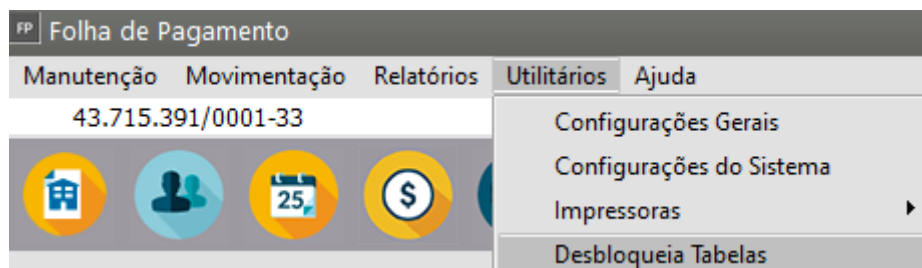 FP Folha de Pagamento
Manutenção Movimentação Relatórios Utilitários Ajuda
43.715.391/0001-33
Configurações Gerais
Configurações do Sistema
Impressoras
Desbloqueia Tabelas
25
$